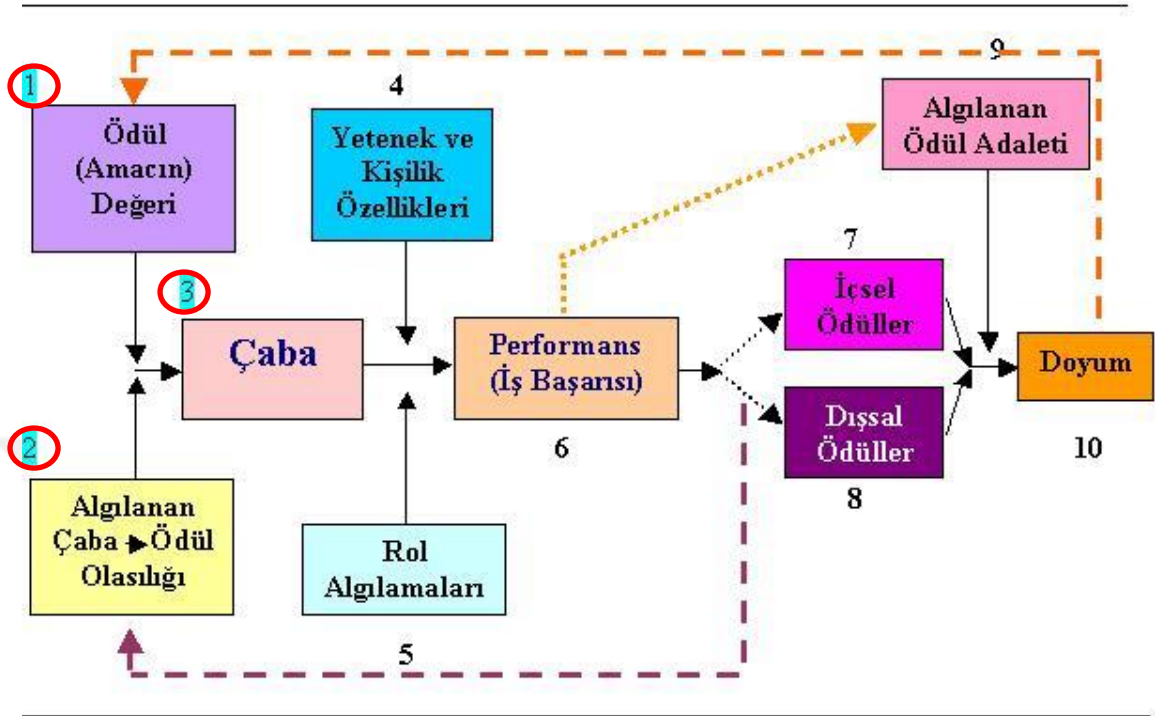 1
Ödül
(Amacın)
Değeri
2
Algılanan
Çaba → Ödül
Olasılığı
3
Çaba
4
Yetenek ve
Kişilik
Özellikleri
Rol
Algılamaları
5
Performans
(İş Başarısı)
6
7
İçsel
Ödüller
Dışsal
Ödüller
8
9
Algılanan
Ödül Adaleti
Doyum
10